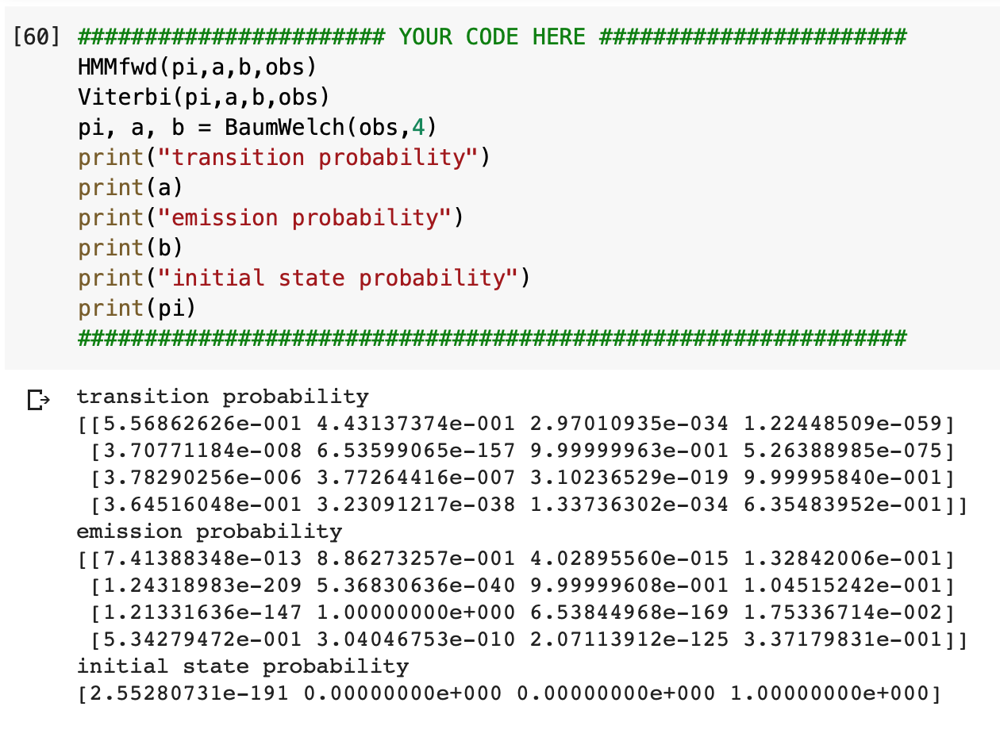 [60] ####################### YOUR CODE HERE #######################
HMMfwd(pi,a,b,obs)
Viterbi(pi,a,b,obs)
pi, a, b = BaumWelch(obs,4)
print("transition probability")
print(a)
print("emission probability")
print(b)
print("initial state probability")
print(pi)
##############################################################
transition probability
[[5.56862626e-001 4.43137374e-001 2.97010935e-034 1.22448509e-059]
[3.70771184e-008 6.53599065e-157 9.99999963e-001 5.26388985e-075]
[3.78290256e-006 3.77264416e-007 3.10236529e-019 9.99995840e-001]
[3.64516048e-001 3.23091217e-038 1.33736302e-034 6.35483952e-001]]
emission probability
[[7.41388348e-013 8.86273257e-001 4.02895560e-015 1.32842006e-001]
[1.24318983e-209 5.36830636e-040 9.99999608e-001 1.04515242e-001]
[1.21331636e-147 1.00000000e+000 6.53844968e-169 1.75336714e-002]
[5.34279472e-001 3.04046753e-010 2.07113912e-125 3.37179831e-001]]
initial state probability
[2.55280731e-191 0.00000000e+000 0.00000000e+000 1.00000000e+000]